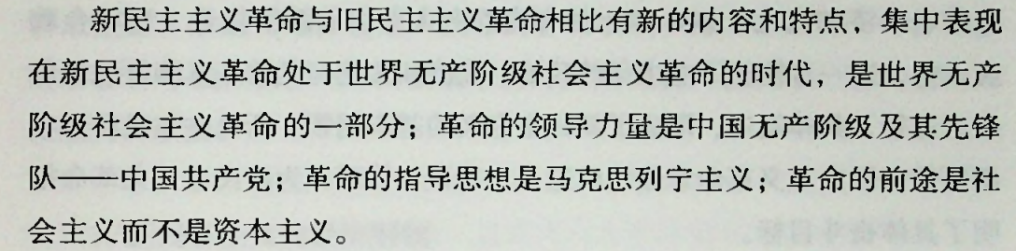 新民主主义革命与旧民主主义革命相比有新的内容和特点，集中表现
在新民主主义革命处于世界无产阶级社会主义革命的时代，是世界无产
阶级社会主义革命的一部分；革命的领导力量是中国无产阶级及其先锋
队——中国共产党；革命的指导思想是马克思列宁主义；革命的前途是社
会主义而不是资本主义。